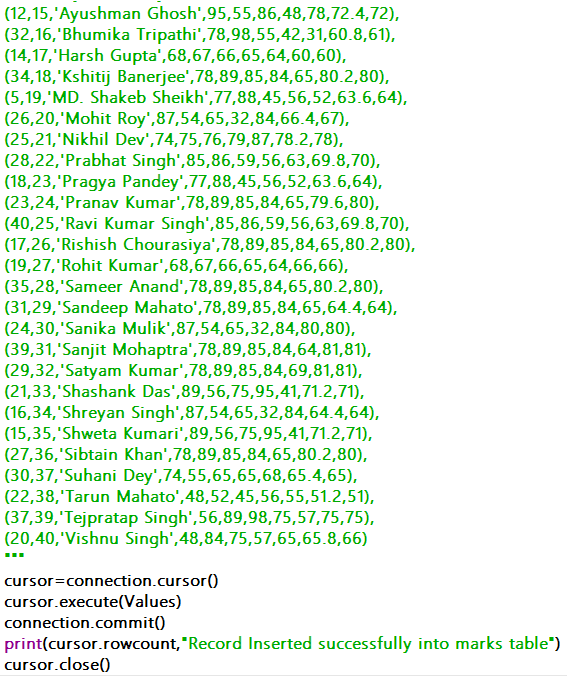 (12,15,'Ayushman Ghosh',95,55,86,48,78,72.4,72),
(32,16,'Bhumika Tripathi',78,98,55,42,31,60.8,61),
(14,17,'Harsh Gupta',68,67,66,65,64,60,60),
(34,18,'Kshitij Banerjee',78,89,85,84,65,80.2,80),
(5,19,'MD. Shakeb Sheikh',77,88,45,56,52,63.6,64),
(26,20,'Mohit Roy',87,54,65,32,84,66.4,67),
(25,21,'Nikhil Dev',74,75,76,79,87,78.2,78),
(28,22,'Prabhat Singh',85,86,59,56,63,69.8,70),
(18,23,'Pragya Pandey',77,88,45,56,52,63.6,64),
(23,24,'Pranav Kumar',78,89,85,84,65,79.6,80),
(40,25,'Ravi Kumar Singh',85,86,59,56,63,69.8,70),
(17,26,'Rishish Chourasiya',78,89,85,84,65,80.2,80),
(19,27,'Rohit Kumar',68,67,66,65,64,66,66),
(35,28,'Sameer Anand',78,89,85,84,65,80.2,80),
(31,29,'Sandeep Mahato',78,89,85,84,65,64.4,64),
(24,30,'Sanika Mulik',87,54,65,32,84,80,80),
(39,31,'Sanjit Mohaptra',78,89,85,84,64,81,81),
(29,32,'Satyam Kumar',78,89,85,84,69,81,81),
(21,33,'Shashank Das',89,56,75,95,41,71.2,71),
(16,34,'Shreyan Singh',87,54,65,32,84,64.4,64),
(15,35,'Shweta Kumari',89,56,75,95,41,71.2,71),
(27,36,'Sibtain Khan',78,89,85,84,65,80.2,80),
(30,37,'Suhani Dey',74,55,65,65,68,65.4,65),
(22,38,'Tarun Mahato',48,52,45,56,55,51.2,51),
(37,39,'Tejpratap Singh',56,89,98,75,57,75,75),
(20,40,'Vishnu Singh',48,84,75,57,65,65.8,66)
"""
cursor=connection.cursor()
cursor.execute(Values)
connection.commit()
print(cursor.rowcount,"Record Inserted successfully into marks table")
cursor.close()